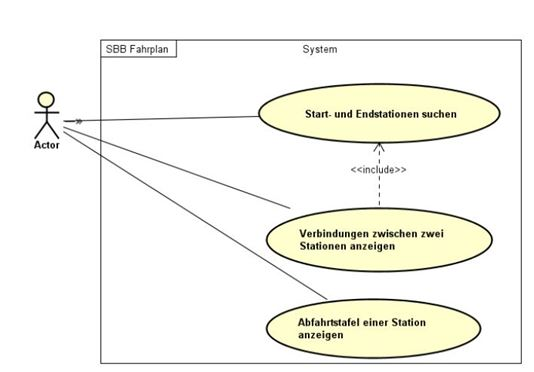 SBB Fahrplan
System
Start- und Endstationen suchen
Actor
<<include>>
Verbindungen zwischen zwei
Stationen anzeigen
Abfahrtstafel einer Station
anzeigen